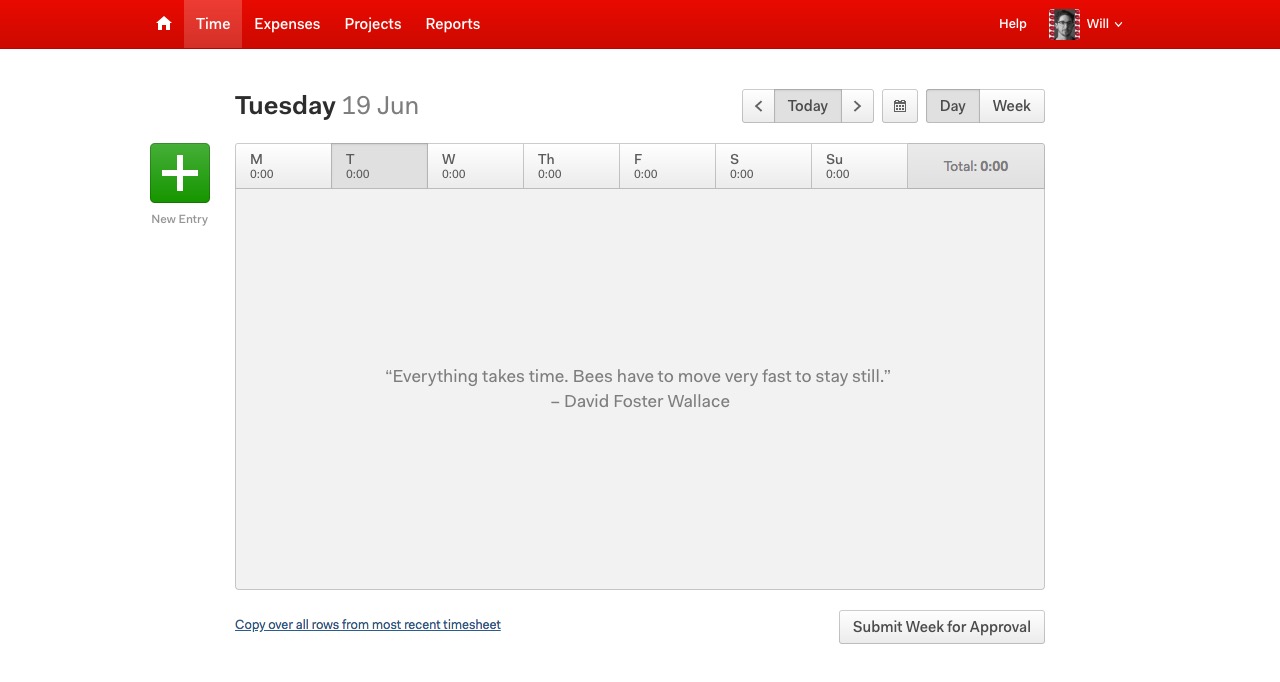 Time Expenses Projects Reports Help Will
Tuesday 19 Jun Today Day Week
M T W Th F S Su Total: 0:00
0:00 0:00 0:00 0:00 0:00 0:00 0:00
New Entry
“Everything takes time. Bees have to move very fast to stay still.”
– David Foster Wallace
Copy over all rows from most recent timesheet Submit Week for Approval